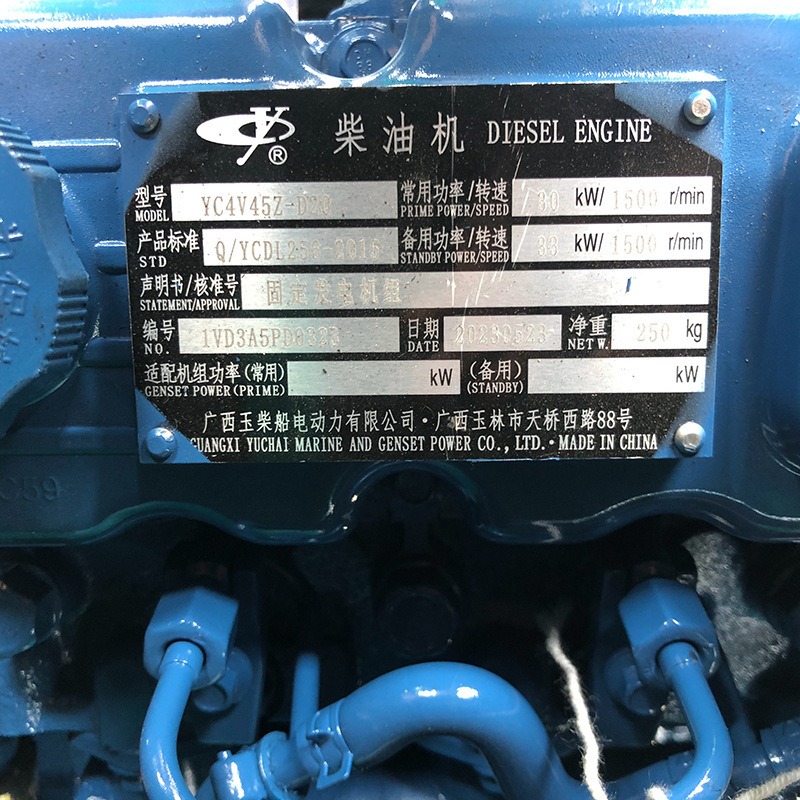 ® 柴油机 DIESEL ENGINE
型号 YC4V45Z-D20 常用功率/转速 30 kW/ 1500 r/min
MODEL PRIME POWER/SPEED
产品标准 备用功率/转速 33 kW/ 1500 r/min
STD STANDBY POWER/SPEED
声明书/核准号 固定发电机组
STATEMENT/APPROVAL
编号 1VD3A5PD0323 日期 20230523 净重 250 kg
NO. DATE NET W.
适配机组功率(常用) kW (备用) kW
GENSET POWER (PRIME) (STANDBY)
广西玉柴船电动力有限公司·广西玉林市天桥西路88号
GUANGXI YUCHAI MARINE AND GENSET POWER CO., LTD.·MADE IN CHINA